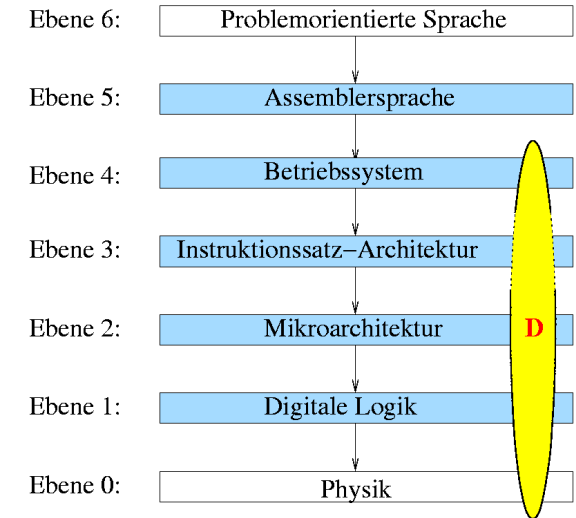 Ebene 6: Problemorientierte Sprache
Ebene 5: Assemblersprache
Ebene 4: Betriebssystem
Ebene 3: Instruktionssatz–Architektur
Ebene 2: Mikroarchitektur D
Ebene 1: Digitale Logik
Ebene 0: Physik